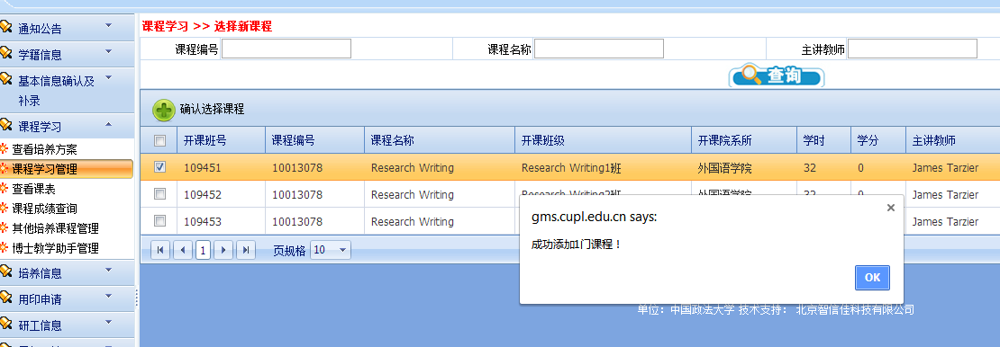 通知公告
学籍信息
基本信息确认及
补录
课程学习
查看培养方案
课程学习管理
查看课表
课程成绩查询
其他培养课程管理
博士教学助手管理
培养信息
用印申请
研工信息
课程学习 >> 选择新课程
课程编号 课程名称 主讲教师
查询
确认选择课程
开课班号 课程编号 课程名称 开课班级 开课院系所 学时 学分 主讲教师
109451 10013078 Research Writing Research Writing1班 外国语学院 32 0 James Tarzier
109452 10013078 Research Writing Research Writing2班 外国语学院 32 0 James Tarzier
109453 10013078 Research Writing James Tarzier
1 页规格 10
gms.cupl.edu.cn says:
成功添加1门课程！
OK
单位：中国政法大学 技术支持： 北京智信佳科技有限公司